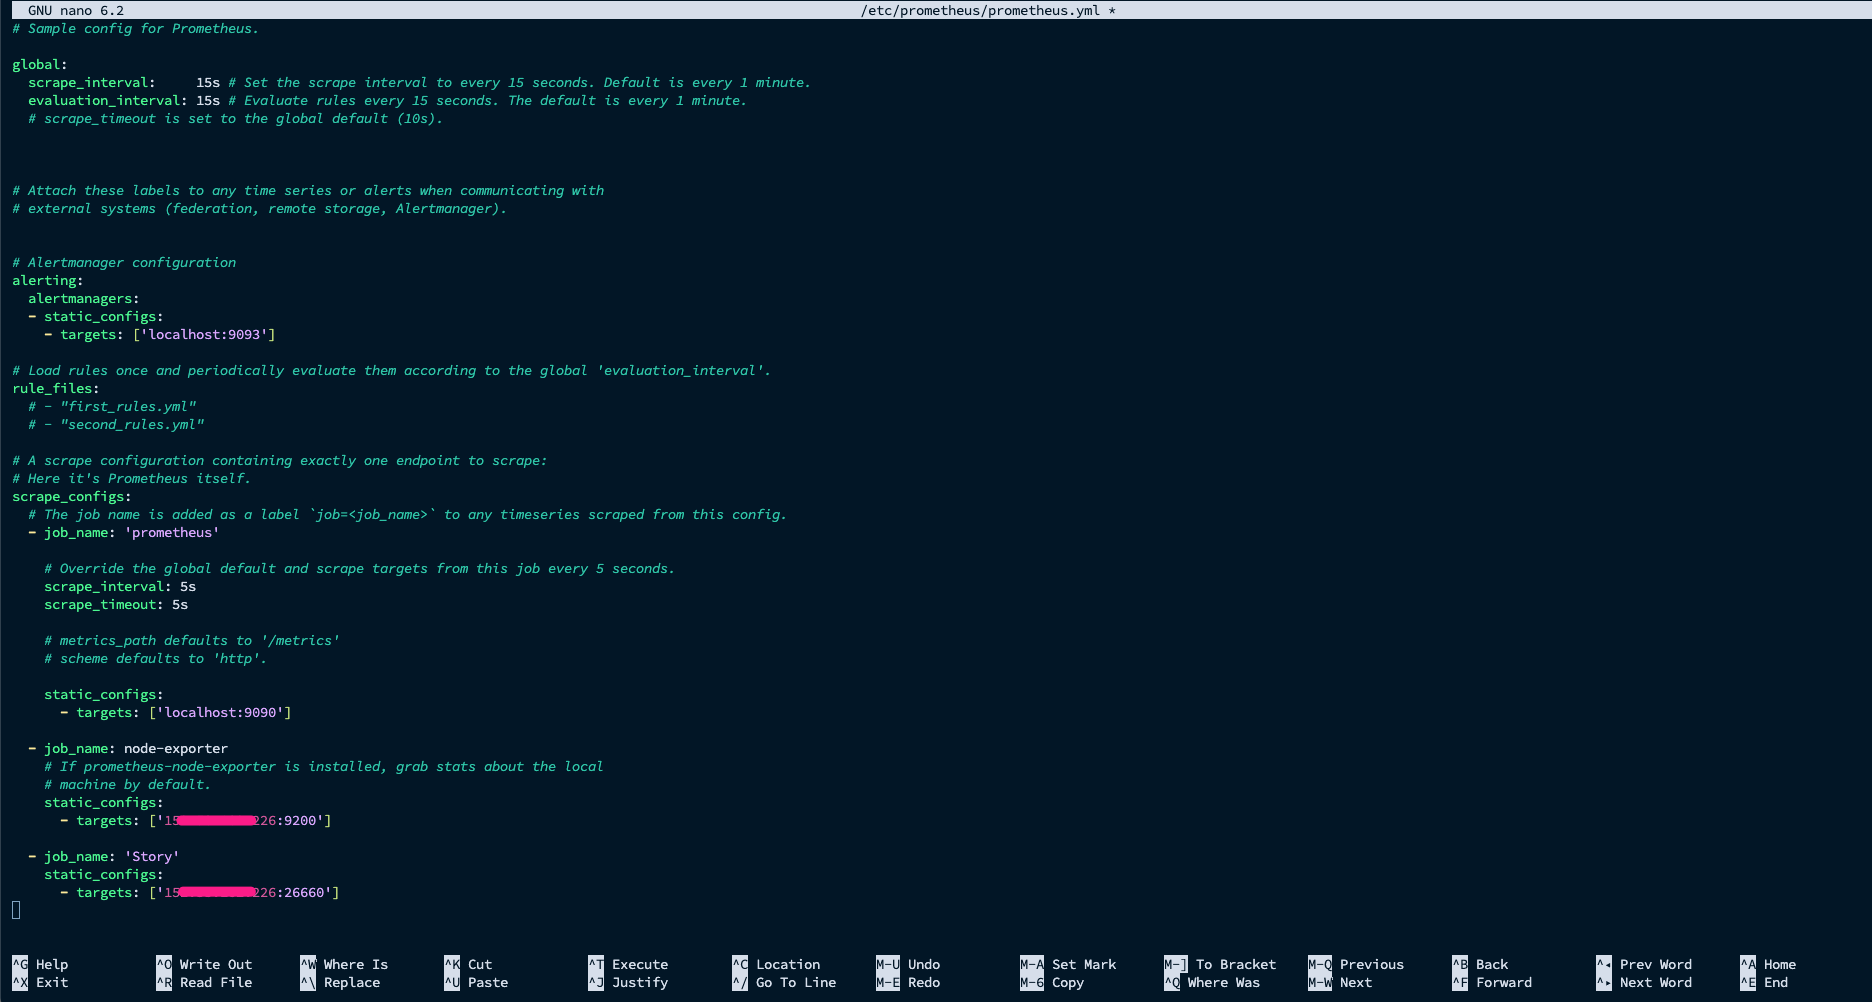 GNU nano 6.2 /etc/prometheus/prometheus.yml *
# Sample config for Prometheus.
global:
  scrape_interval:     15s # Set the scrape interval to every 15 seconds. Default is every 1 minute.
  evaluation_interval: 15s # Evaluate rules every 15 seconds. The default is every 1 minute.
  # scrape_timeout is set to the global default (10s).
# Attach these labels to any time series or alerts when communicating with
# external systems (federation, remote storage, Alertmanager).
# Alertmanager configuration
alerting:
  alertmanagers:
  - static_configs:
    - targets: ['localhost:9093']
# Load rules once and periodically evaluate them according to the global 'evaluation_interval'.
rule_files:
  # - "first_rules.yml"
  # - "second_rules.yml"
# A scrape configuration containing exactly one endpoint to scrape:
# Here it's Prometheus itself.
scrape_configs:
  # The job name is added as a label `job=<job_name>` to any timeseries scraped from this config.
  - job_name: 'prometheus'
    # Override the global default and scrape targets from this job every 5 seconds.
    scrape_interval: 5s
    scrape_timeout: 5s
    # metrics_path defaults to '/metrics'
    # scheme defaults to 'http'.
    static_configs:
      - targets: ['localhost:9090']
  - job_name: node-exporter
    # If prometheus-node-exporter is installed, grab stats about the local
    # machine by default.
    static_configs:
      - targets: ['15 226:9200']
  - job_name: 'Story'
    static_configs:
      - targets: ['15 226:26660']
^G Help ^O Write Out ^W Where Is ^K Cut ^T Execute ^C Location M-U Undo M-A Set Mark M-] To Bracket M-Q Previous ^B Back ^◂ Prev Word ^A Home
^X Exit ^R Read File ^\ Replace ^U Paste ^J Justify ^/ Go To Line M-E Redo M-6 Copy ^Q Where Was M-W Next ^F Forward ^▸ Next Word ^E End